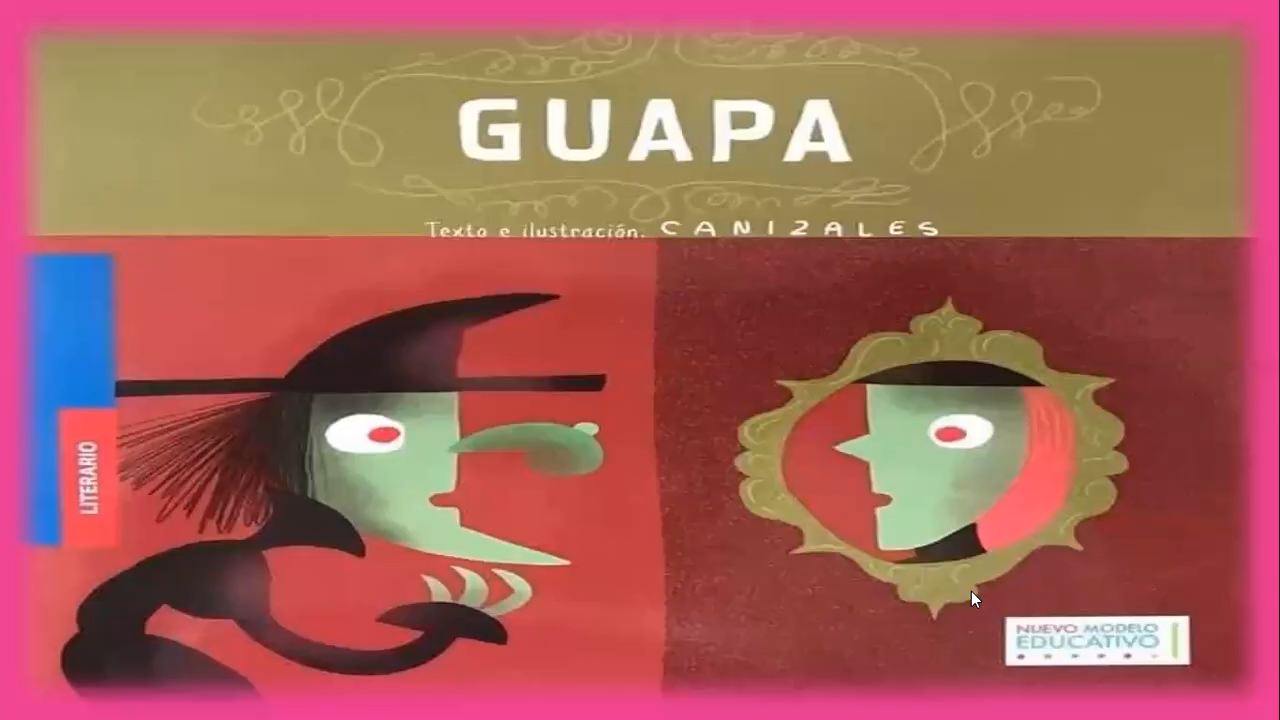 GUAPA
Texto e ilustración. CANIZALES
LITERARIO
NUEVO MODELO
EDUCATIVO